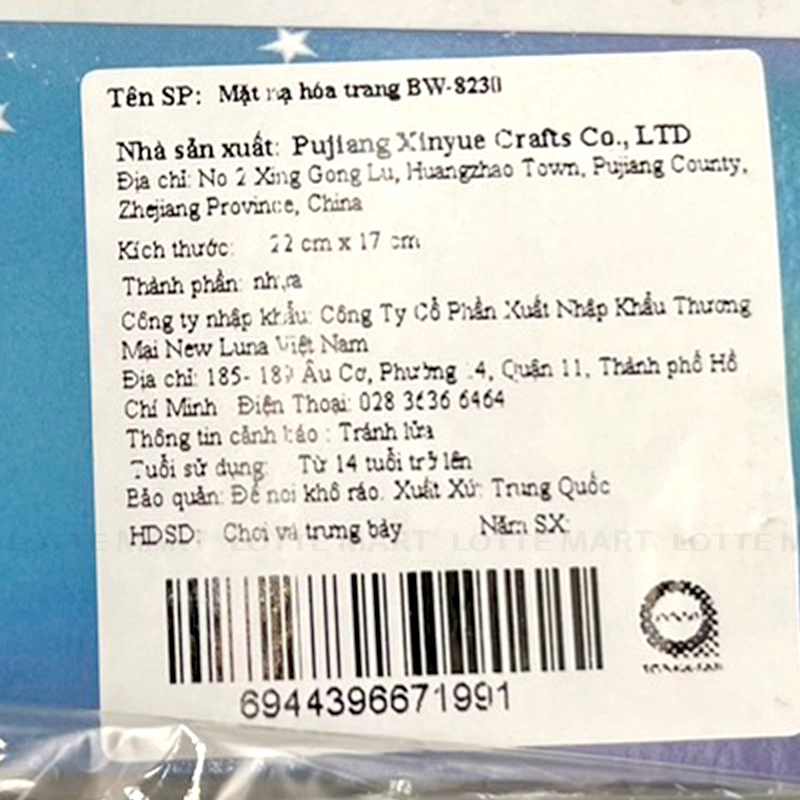 Tên SP: Mặt nạ hóa trang BW-8230
Nhà sản xuất: Pujiang Xinyue Crafts Co., LTD
Địa chỉ: No 2 Xing Gong Lu, Huangzhao Town, Pujiang County,
Zhejiang Province, China
Kích thước: 22 cm x 17 cm
Thành phần: nhựa
Công ty nhập khẩu: Công Ty Cổ Phần Xuất Nhập Khẩu Thương
Mại New Luna Việt Nam
Địa chỉ: 185- 189 Âu Cơ, Phường 14, Quận 11, Thành phố Hồ
Chí Minh Điện Thoại: 028 3636 6464
Thông tin cảnh báo : Tránh lửa
Tuổi sử dụng: Từ 14 tuổi trở lên
Bảo quản: Để nơi khô ráo. Xuất Xứ: Trung Quốc
HDSD: Chơi và trưng bày Năm SX:
LOTTE MART LOTTE MART LOTTE MART LOTTE M
6944396671991